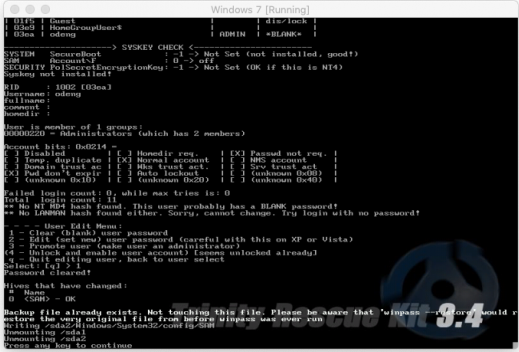 Windows 7 [Running]
| 01f5 | Guest | | dis/lock |
| 03e9 | HomeGroupUser$ | | |
| 03ea | odeng | ADMIN | *BLANK* |
---------------------> SYSKEY CHECK <-----------------------
SYSTEM SecureBoot : -1 -> Not Set (not installed, good!)
SAM Account\F : 0 -> off
SECURITY PolSecretEncryptionKey: -1 -> Not Set (OK if this is NT4)
Syskey not installed!
RID : 1002 [03ea]
Username: odeng
fullname:
comment :
homedir :
User is member of 1 groups:
00000220 = Administrators (which has 2 members)
Account bits: 0x0214 =
[ ] Disabled | [ ] Homedir req. | [X] Passwd not req. |
[ ] Temp. duplicate | [X] Normal account | [ ] NMS account |
[ ] Domain trust ac | [ ] Wks trust act. | [ ] Srv trust act |
[X] Pwd don't expir | [ ] Auto lockout | [ ] (unknown 0x08) |
[ ] (unknown 0x10) | [ ] (unknown 0x20) | [ ] (unknown 0x40) |
Failed login count: 0, while max tries is: 0
Total login count: 11
** No NT MD4 hash found. This user probably has a BLANK password!
** No LANMAN hash found either. Sorry, cannot change. Try login with no password!
- - - - User Edit Menu:
1 - Clear (blank) user password
2 - Edit (set new) user password (careful with this on XP or Vista)
3 - Promote user (make user an administrator)
(4 - Unlock and enable user account) [seems unlocked already]
q - Quit editing user, back to user select
Select: [q] > 1
Password cleared!
Hives that have changed:
# Name
0 <SAM> - OK
Backup file already exists. Not touching this file. Please be aware that 'winpass --restore' would r
estore the very original file from before winpass was ever run
Writing /sda2/Windows/System32/config/SAM
Unmounting /sda1
Unmounting /sda2
Press any key to continue
Trinity Rescue Kit 3.4